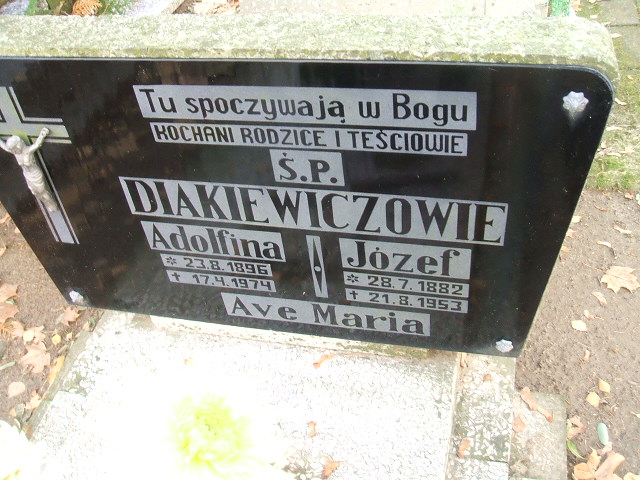 Tu spoczywają w Bogu
KOCHANI RODZICE I TEŚCIOWIE
Ś.P.
DIAKIEWICZOWIE
Adolfina
* 23.8.1896
† 17.4.1974
Józef
* 28.7.1882
† 21.8.1953
Ave Maria